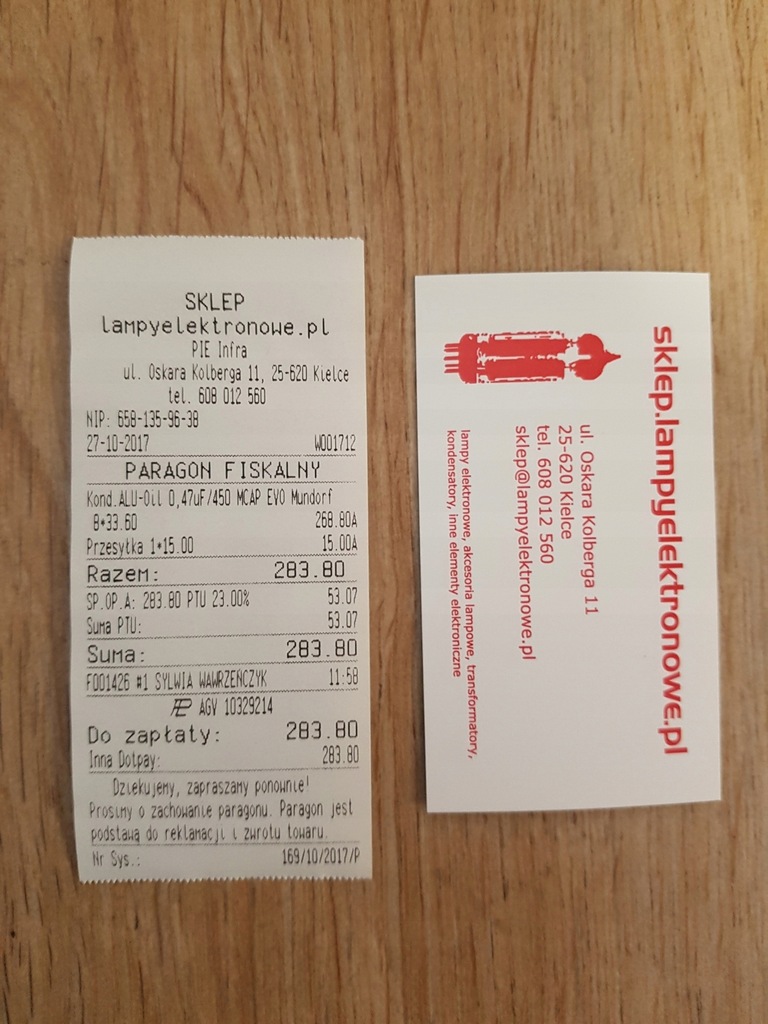 SKLEP
lampyelektronowe.pl
PIE Infra
ul. Oskara Kolberga 11, 25-620 Kielce
tel. 608 012 560
NIP: 658-135-96-38
27-10-2017 W001712
PARAGON FISKALNY
Kond.ALU-Oil 0,47uF/450 MCAP EVO Mundorf
8*33.60 268.80A
Przesyłka 1*15.00 15.00A
Razem: 283.80
SP.OP.A: 283.80 PTU 23.00% 53.07
Suma PTU: 53.07
Suma: 283.80
F001426 #1 SYLWIA WAWRZEŃCZYK 11:58
AGV 10329214
Do zapłaty: 283.80
Inna Dotpay: 283.80
Dziękujemy, zapraszamy ponownie!
Prosimy o zachowanie paragonu. Paragon jest
podstawą do reklamacji i zwrotu towaru.
Nr Sys.: 169/10/2017/P
sklep.lampyelektronowe.pl
ul. Oskara Kolberga 11
25-620 Kielce
tel. 608 012 560
sklep@lampyelektronowe.pl
lampy elektronowe, akcesoria lampowe, transformatory,
kondensatory, inne elementy elektroniczne